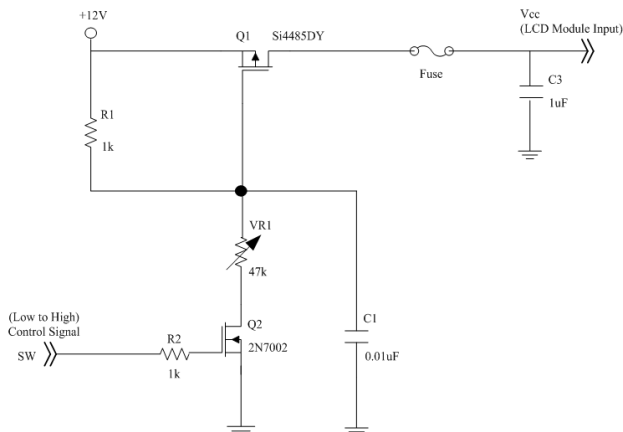 +12V
Q1
Si4485DY
Vcc
(LCD Module Input)
Fuse
C3
1uF
R1
1k
VR1
47k
(Low to High)
Control Signal
SW
R2
1k
Q2
2N7002
C1
0.01uF